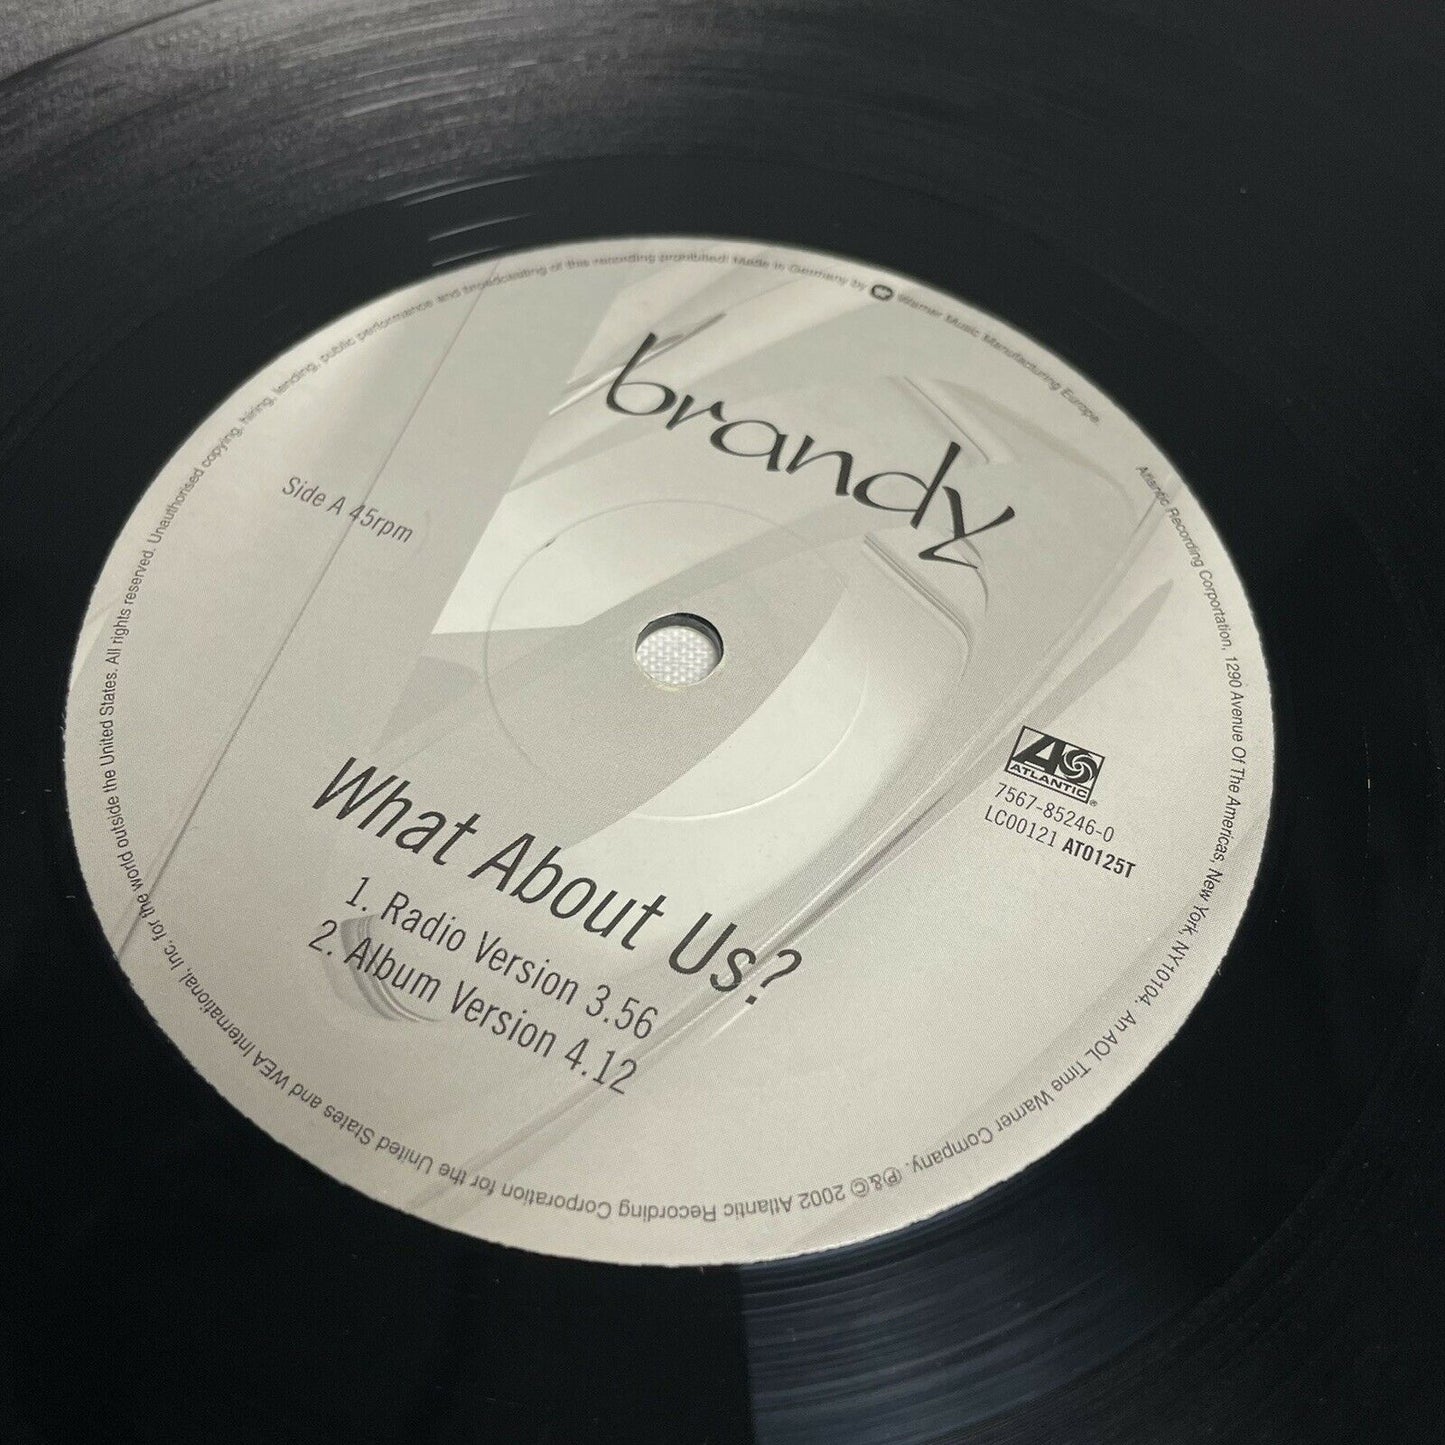 brandy
Side A 45rpm
ATLANTIC
7567-85246-0
LC00121 AT0125T
What About Us?
1. Radio Version 3.56
2. Album Version 4.12
Atlantic Recording Corportation, 1290 Avenue Of The Americas, New York, NY10104. An AOL Time Warner Company. ℗&© 2002 Atlantic Recording Corporation for the United States and WEA International, Inc. for the world outside the United States. All rights reserved. Unauthorised copying, hiring, lending, public performance and broadcasting of this recording prohibited! Made in Germany by Warner Music Manufacturing Europe.